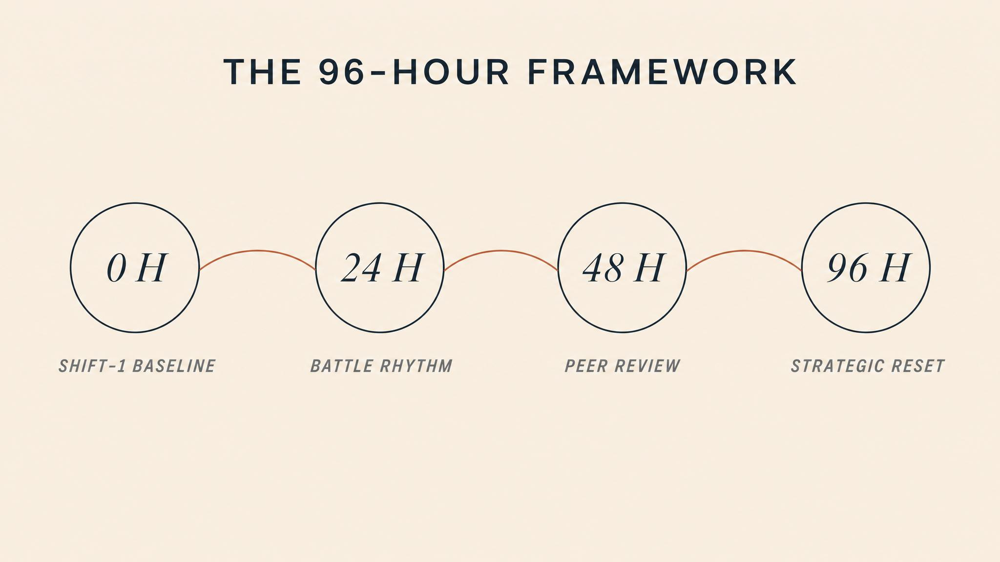 THE 96-HOUR FRAMEWORK
0 H
24 H
48 H
96 H
SHIFT-1 BASELINE
BATTLE RHYTHM
PEER REVIEW
STRATEGIC RESET